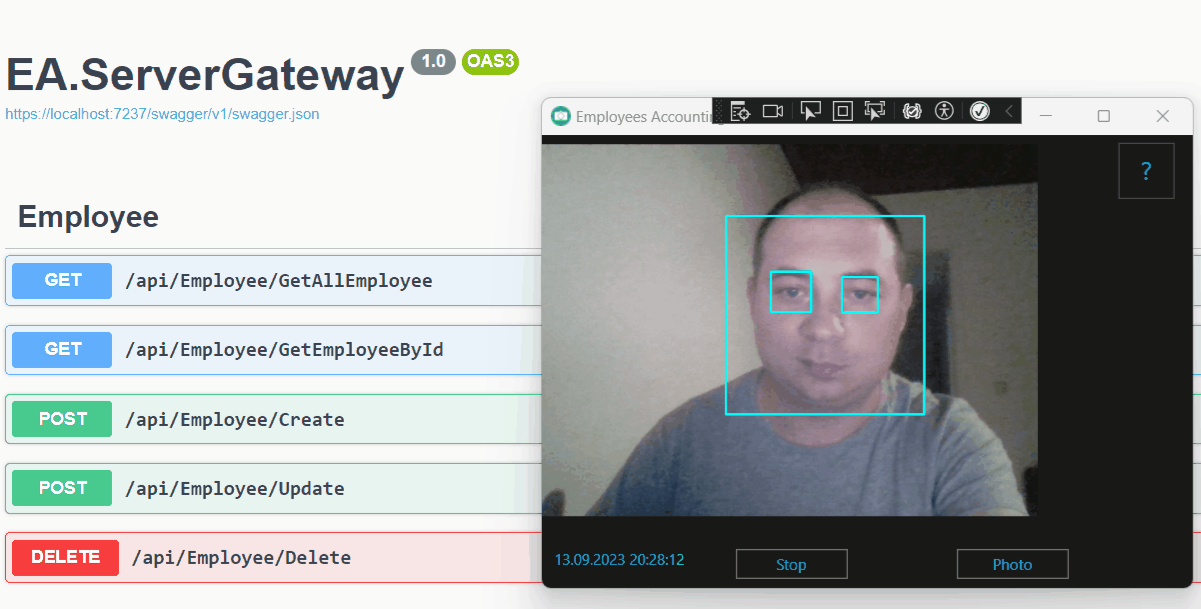 EA.ServerGateway 1.0 OAS3
https://localhost:7237/swagger/v1/swagger.json
Employee
GET /api/Employee/GetAllEmployee
GET /api/Employee/GetEmployeeById
POST /api/Employee/Create
POST /api/Employee/Update
DELETE /api/Employee/Delete
Employees
?
13.09.2023 20:28:12
Stop
Photo